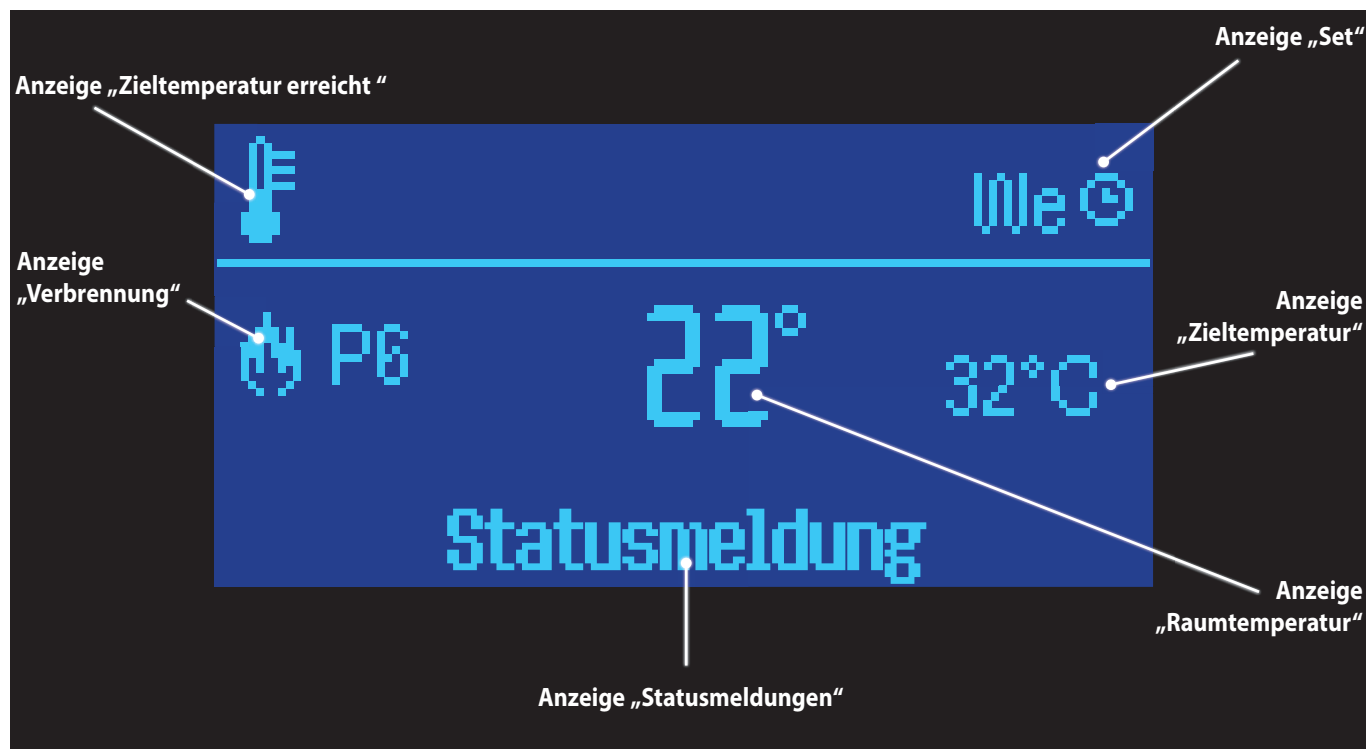 Anzeige „Set“
Anzeige „Zieltemperatur erreicht “
We
Anzeige
„Verbrennung“
P6
22°
Anzeige
„Zieltemperatur“
32°C
Statusmeldung
Anzeige
„Raumtemperatur“
Anzeige „Statusmeldungen“